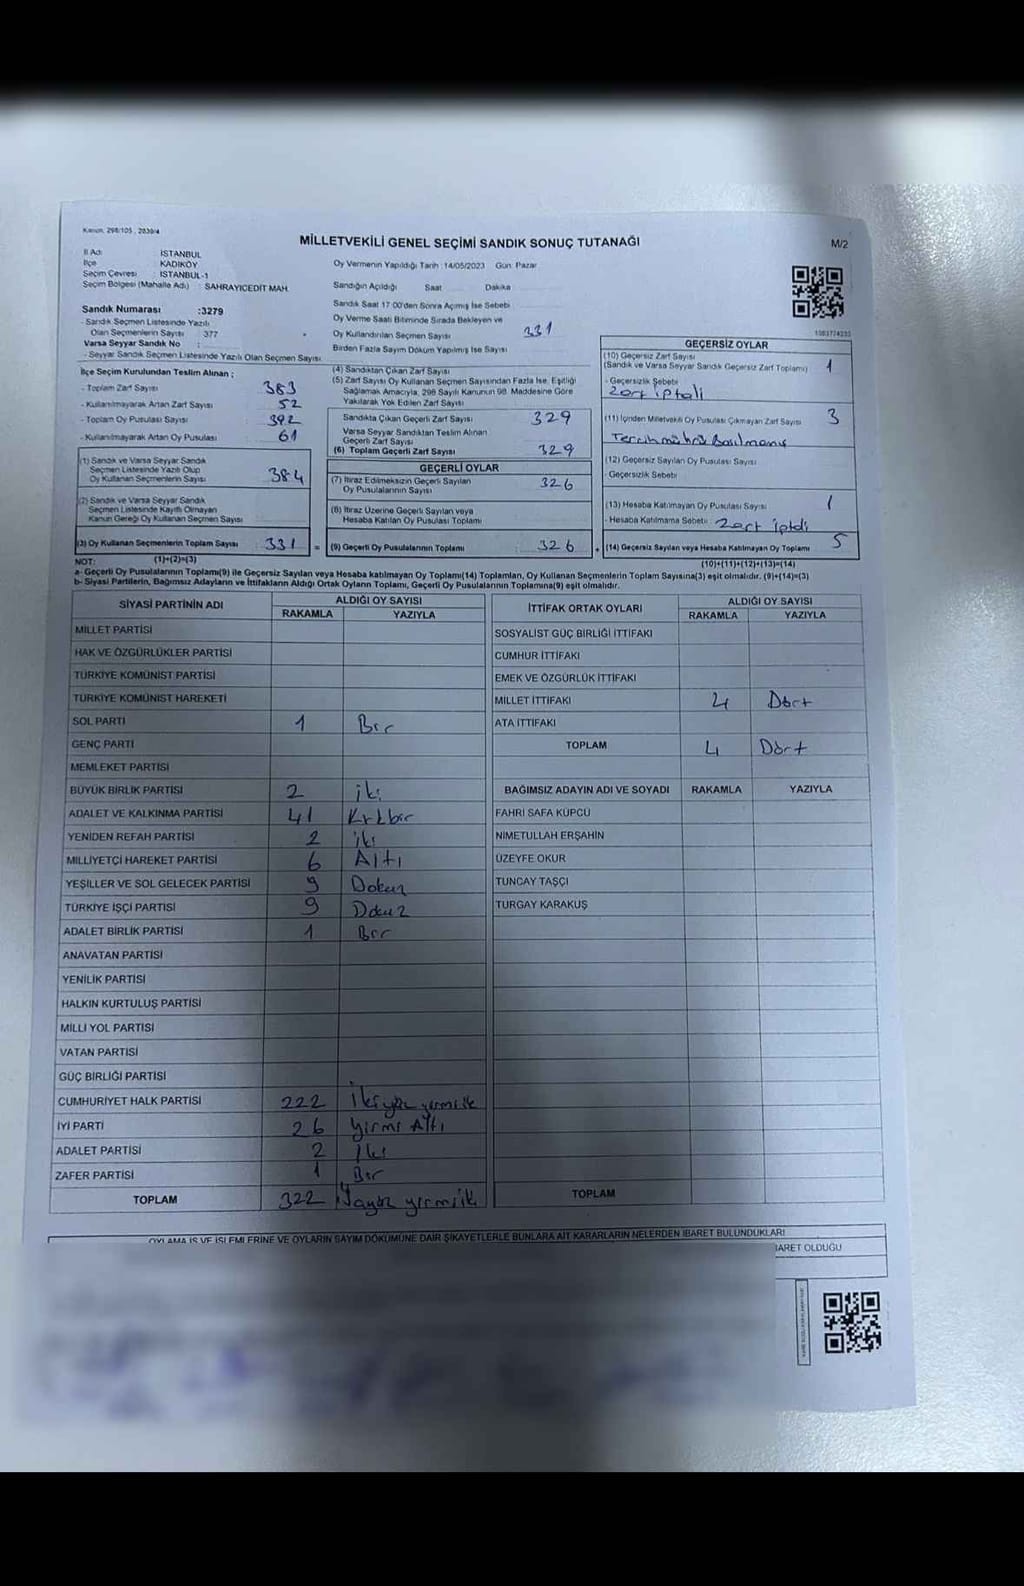 Kanun, 298/105, 2839/4
MİLLETVEKİLİ GENEL SEÇİMİ SANDIK SONUÇ TUTANAĞI
M/2
İl Adı : İSTANBUL
İlçe : KADIKÖY
Seçim Çevresi : İSTANBUL-1
Seçim Bölgesi (Mahalle Adı) : SAHRAYICEDİT MAH.
Oy Vermenin Yapıldığı Tarih :14/05/2023 Gün: Pazar
Sandığın Açıldığı Saat Dakika
Sandık Saat 17:00'den Sonra Açılmış İse Sebebi
Sandık Numarası :3279
- Sandık Seçmen Listesinde Yazılı
Olan Seçmenlerin Sayısı 377
Varsa Seyyar Sandık No :
- Seyyar Sandık Seçmen Listesinde Yazılı Olan Seçmen Sayısı
Oy Verme Saati Bitiminde Sırada Bekleyen ve
Oy Kullandırılan Seçmen Sayısı 331
Birden Fazla Sayım Döküm Yapılmış İse Sayısı
İlçe Seçim Kurulundan Teslim Alınan ;
- Toplam Zarf Sayısı 383
- Kullanılmayarak Artan Zarf Sayısı 52
- Toplam Oy Pusulası Sayısı 392
- Kullanılmayarak Artan Oy Pusulası 61
(1) Sandık ve Varsa Seyyar Sandık
Seçmen Listesinde Yazılı Olup
Oy Kullanan Seçmenlerin Sayısı 384
(2) Sandık ve Varsa Seyyar Sandık
Seçmen Listesinde Kayıtlı Olmayan
Kanun Gereği Oy Kullanan Seçmen Sayısı
(3) Oy Kullanan Seçmenlerin Toplam Sayısı 331 =
(4) Sandıktan Çıkan Zarf Sayısı
(5) Zarf Sayısı Oy Kullanan Seçmen Sayısından Fazla İse, Eşitliği
Sağlamak Amacıyla, 298 Sayılı Kanunun 98. Maddesine Göre
Yakılarak Yok Edilen Zarf Sayısı
Sandıkta Çıkan Geçerli Zarf Sayısı 329
Varsa Seyyar Sandıktan Teslim Alınan
Geçerli Zarf Sayısı
(6) Toplam Geçerli Zarf Sayısı 329
GEÇERLİ OYLAR
(7) İtiraz Edilmeksizin Geçerli Sayılan
Oy Pusulalarının Sayısı 326
(8) İtiraz Üzerine Geçerli Sayılan veya
Hesaba Katılan Oy Pusulası Toplamı
(9) Geçerli Oy Pusulalarının Toplamı 326 +
GEÇERSİZ OYLAR
(10) Geçersiz Zarf Sayısı
(Sandık ve Varsa Seyyar Sandık Geçersiz Zarf Toplamı) 1
- Geçersizlik Sebebi
zarf iptali
(11) İçinden Milletvekili Oy Pusulası Çıkmayan Zarf Sayısı 3
Tercih mührü Basılmamış
(12) Geçersiz Sayılan Oy Pusulası Sayısı
- Geçersizlik Sebebi
(13) Hesaba Katılmayan Oy Pusulası Sayısı 1
- Hesaba Katılmama Sebebi zarf iptali
(14) Geçersiz Sayılan veya Hesaba Katılmayan Oy Toplamı 5
NOT: (1)+(2)=(3)
(10)+(11)+(12)+(13)=(14)
a- Geçerli Oy Pusulalarının Toplamı(9) ile Geçersiz Sayılan veya Hesaba katılmayan Oy Toplamı(14) Toplamları, Oy Kullanan Seçmenlerin Toplam Sayısına(3) eşit olmalıdır. (9)+(14)=(3)
b- Siyasi Partilerin, Bağımsız Adayların ve İttifakların Aldığı Ortak Oyların Toplamı, Geçerli Oy Pusulalarının Toplamına(9) eşit olmalıdır.
SİYASİ PARTİNİN ADI
ALDIĞI OY SAYISI
RAKAMLA YAZIYLA
MİLLET PARTİSİ
HAK VE ÖZGÜRLÜKLER PARTİSİ
TÜRKİYE KOMÜNİST PARTİSİ
TÜRKİYE KOMÜNİST HAREKETİ
SOL PARTİ 1 Bir
GENÇ PARTİ
MEMLEKET PARTİSİ
BÜYÜK BİRLİK PARTİSİ 2 iki
ADALET VE KALKINMA PARTİSİ 41 Kırkbir
YENİDEN REFAH PARTİSİ 2 iki
MİLLİYETÇİ HAREKET PARTİSİ 6 Altı
YEŞİLLER VE SOL GELECEK PARTİSİ 9 Dokuz
TÜRKİYE İŞÇİ PARTİSİ 9 Dokuz
ADALET BİRLİK PARTİSİ 1 Bir
ANAVATAN PARTİSİ
YENİLİK PARTİSİ
HALKIN KURTULUŞ PARTİSİ
MİLLİ YOL PARTİSİ
VATAN PARTİSİ
GÜÇ BİRLİĞİ PARTİSİ
CUMHURİYET HALK PARTİSİ 222 İkiyüz yirmiik
İYİ PARTİ 26 Yirmi Altı
ADALET PARTİSİ 2 İki
ZAFER PARTİSİ 1 Bir
TOPLAM 322 yirmiik
İTTİFAK ORTAK OYLARI
ALDIĞI OY SAYISI
RAKAMLA YAZIYLA
SOSYALİST GÜÇ BİRLİĞİ İTTİFAKI
CUMHUR İTTİFAKI
EMEK VE ÖZGÜRLÜK İTTİFAKI
MİLLET İTTİFAKI 4 Dört
ATA İTTİFAKI
TOPLAM 4 Dört
BAĞIMSIZ ADAYIN ADI VE SOYADI RAKAMLA YAZIYLA
FAHRİ SAFA KÜPCÜ
NİMETULLAH ERŞAHİN
ÜZEYFE OKUR
TUNCAY TAŞÇI
TURGAY KARAKUŞ
TOPLAM
OYLAMA İŞ VE İŞLEMLERİNE VE OYLARIN SAYIM DÖKÜMÜNE DAİR ŞİKAYETLERLE BUNLARA AİT KARARLARIN NELERDEN İBARET BULUNDUKLARI
OLDUĞU